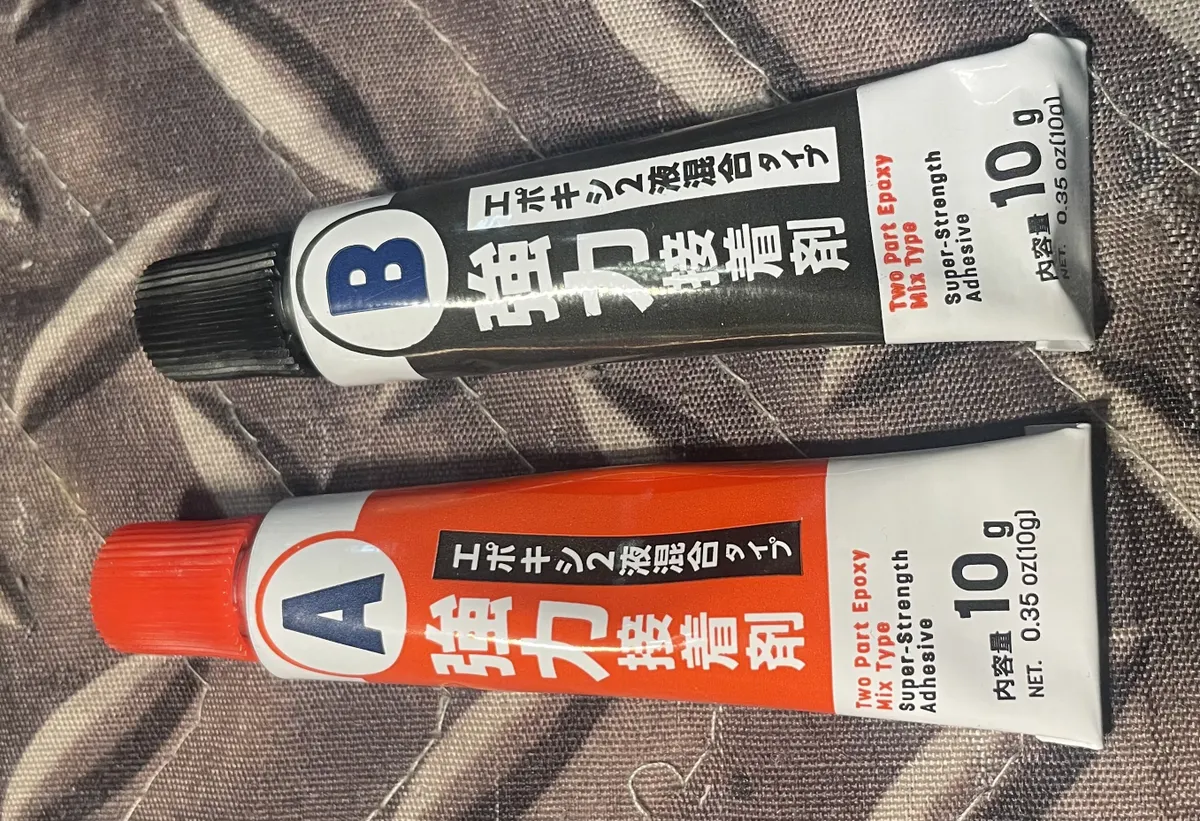 B
エポキシ2液混合タイプ
強力接着剤
Two Part Epoxy
Mix Type
Super-Strength
Adhesive
内容量 10 g
NET. 0.35 oz(10g)
A
エポキシ2液混合タイプ
強力接着剤
Two Part Epoxy
Mix Type
Super-Strength
Adhesive
内容量 10 g
NET. 0.35 oz(10g)